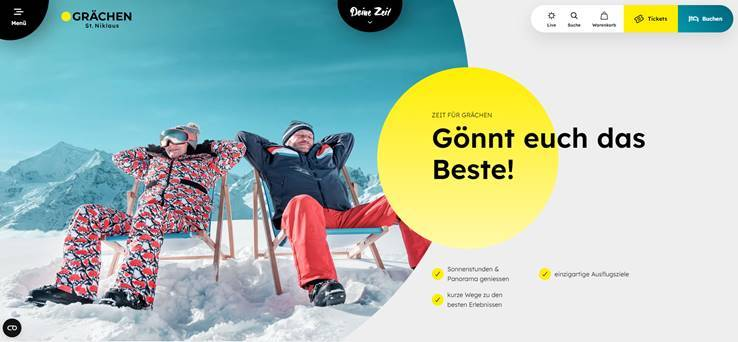 Menü
GRÄCHEN
St. Niklaus
Deine Zeit
Live
Suche
Warenkorb
Tickets
Buchen
ZEIT FÜR GRÄCHEN
Gönnt euch das
Beste!
Sonnenstunden &
Panorama geniessen
einzigartige Ausflugsziele
kurze Wege zu den
besten Erlebnissen